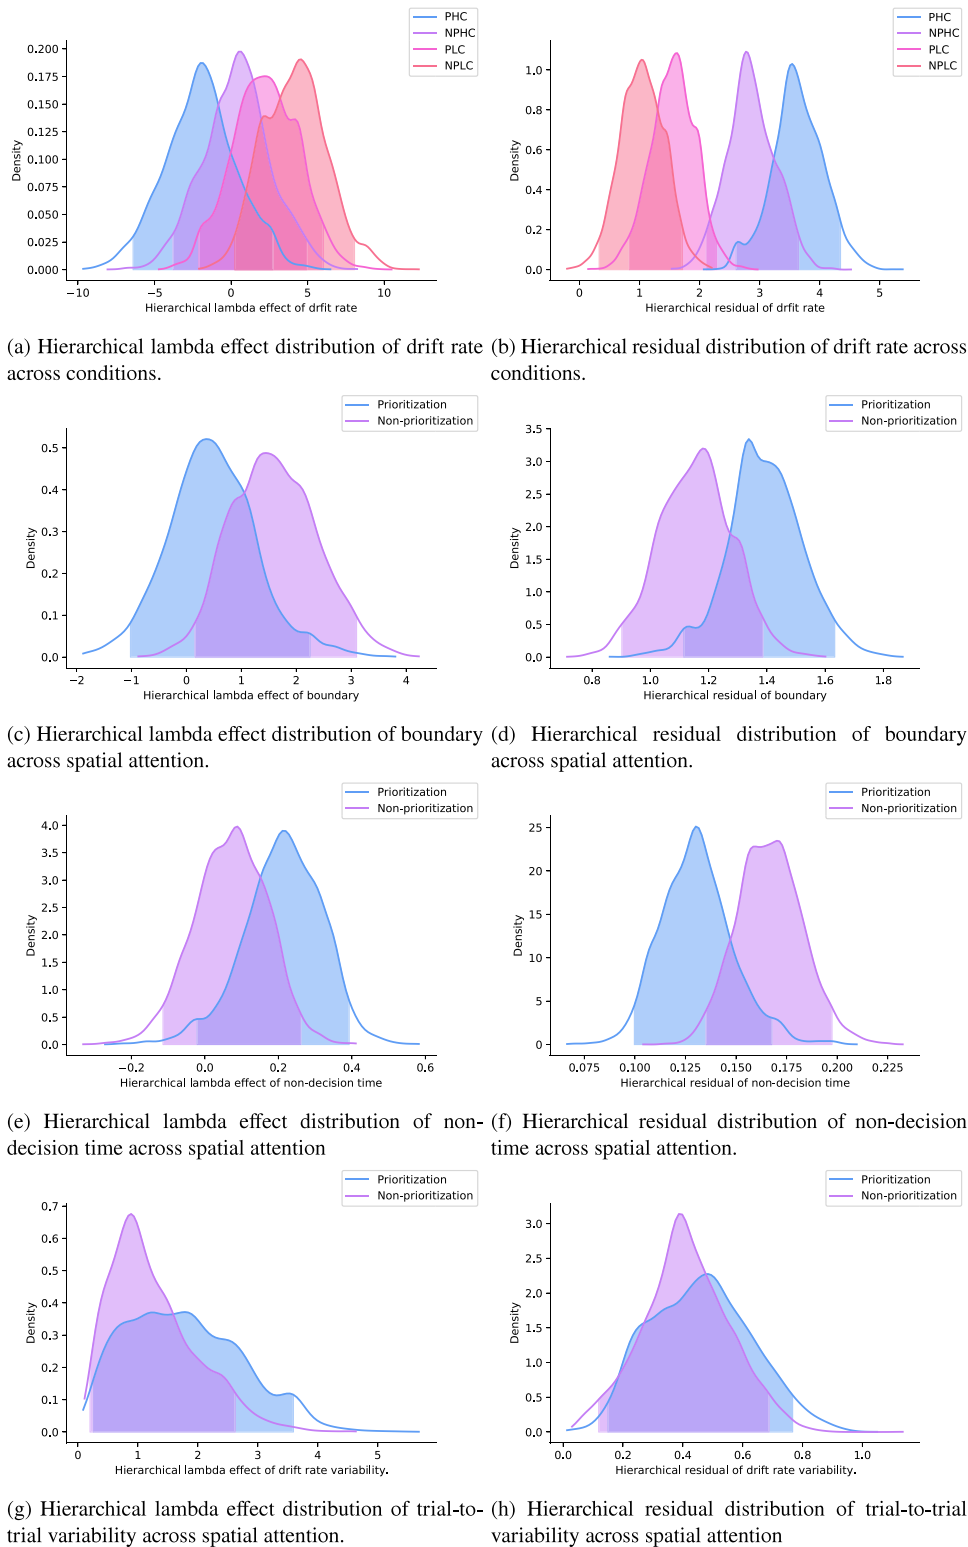 PHC
NPHC
PLC
NPLC
0.200
0.175
0.150
0.125
0.100
0.075
0.050
0.025
0.000
Density
−10 −5 0 5 10
Hierarchical lambda effect of drfit rate
PHC
NPHC
PLC
NPLC
1.0
0.8
0.6
0.4
0.2
0.0
Density
0 1 2 3 4 5
Hierarchical residual of drfit rate
(a) Hierarchical lambda effect distribution of drift rate
across conditions.
(b) Hierarchical residual distribution of drift rate across
conditions.
Prioritization
Non-prioritization
0.5
0.4
0.3
0.2
0.1
0.0
Density
−2 −1 0 1 2 3 4
Hierarchical lambda effect of boundary
Prioritization
Non-prioritization
3.5
3.0
2.5
2.0
1.5
1.0
0.5
0.0
Density
0.8 1.0 1.2 1.4 1.6 1.8
Hierarchical residual of boundary
(c) Hierarchical lambda effect distribution of boundary
across spatial attention.
(d) Hierarchical residual distribution of boundary
across spatial attention.
Prioritization
Non-prioritization
4.0
3.5
3.0
2.5
2.0
1.5
1.0
0.5
0.0
Density
−0.2 0.0 0.2 0.4 0.6
Hierarchical lambda effect of non-decision time
Prioritization
Non-prioritization
25
20
15
10
5
0
Density
0.075 0.100 0.125 0.150 0.175 0.200 0.225
Hierarchical residual of non-decision time
(e) Hierarchical lambda effect distribution of non-
decision time across spatial attention
(f) Hierarchical residual distribution of non-decision
time across spatial attention.
Prioritization
Non-prioritization
0.7
0.6
0.5
0.4
0.3
0.2
0.1
0.0
Density
0 1 2 3 4 5
Hierarchical lambda effect of drift rate variability.
Prioritization
Non-prioritization
3.0
2.5
2.0
1.5
1.0
0.5
0.0
Density
0.0 0.2 0.4 0.6 0.8 1.0
Hierarchical residual of drift rate variability.
(g) Hierarchical lambda effect distribution of trial-to-
trial variability across spatial attention.
(h) Hierarchical residual distribution of trial-to-trial
variability across spatial attention